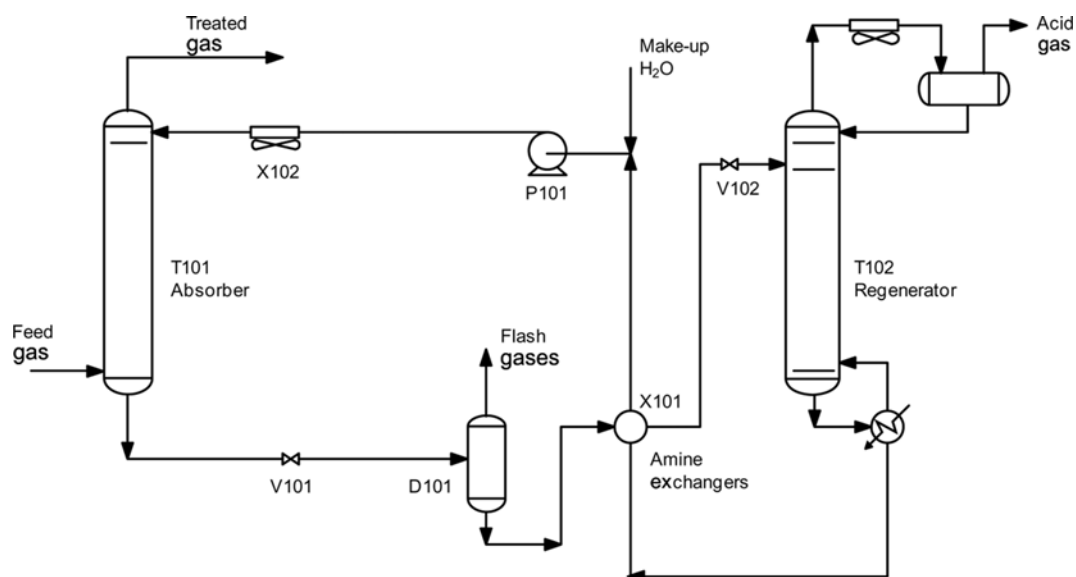 Treated
gas
Make-up
H₂O
Acid
gas
X102
P101
V102
T101
Absorber
T102
Regenerator
Feed
gas
Flash
gases
X101
V101
D101
Amine
exchangers